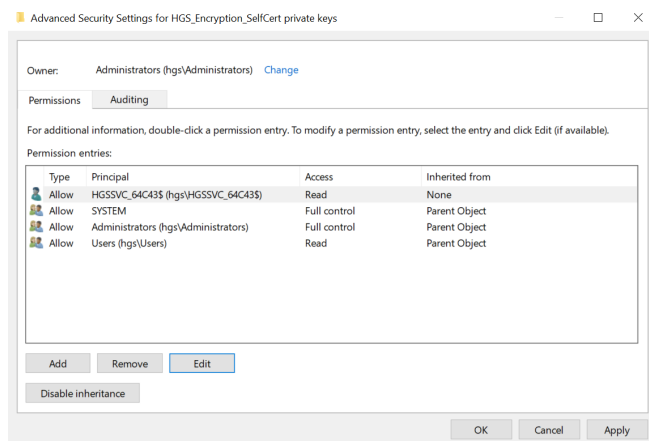 Advanced Security Settings for HGS_Encryption_SelfCert private keys
Owner: Administrators (hgs\Administrators) Change
Permissions Auditing
For additional information, double-click a permission entry. To modify a permission entry, select the entry and click Edit (if available).
Permission entries:
Type Principal Access Inherited from
Allow HGSSVC_64C43$ (hgs\HGSSVC_64C43$) Read None
Allow SYSTEM Full control Parent Object
Allow Administrators (hgs\Administrators) Full control Parent Object
Allow Users (hgs\Users) Read Parent Object
Add Remove Edit
Disable inheritance
OK Cancel Apply